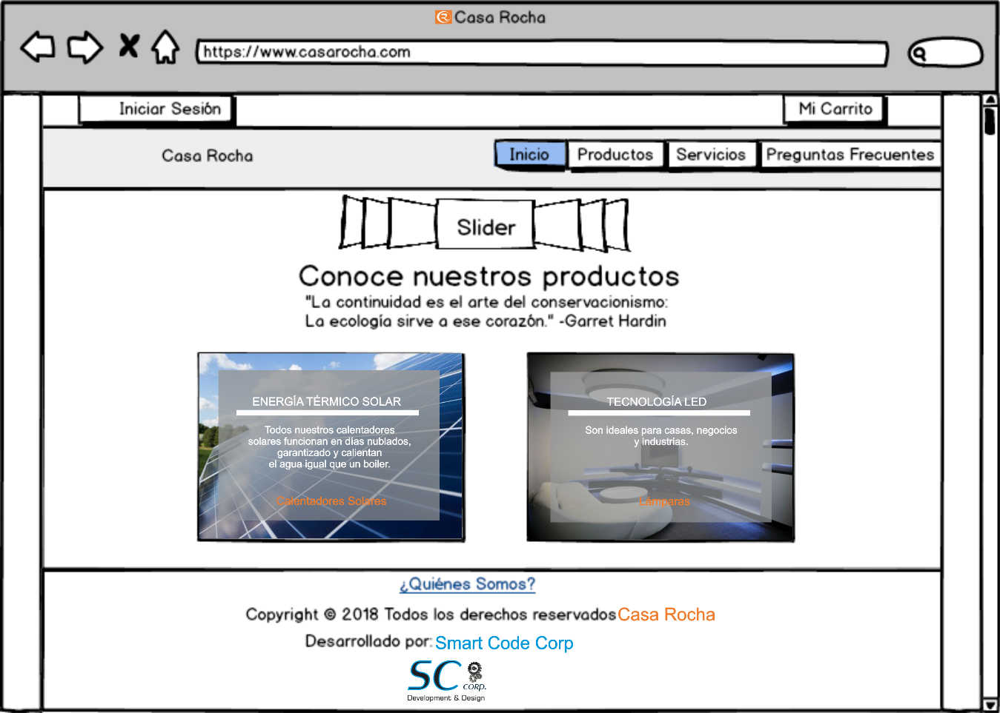 Casa Rocha
https://www.casarocha.com
Iniciar Sesión
Mi Carrito
Casa Rocha
Inicio
Productos
Servicios
Preguntas Frecuentes
Slider
Conoce nuestros productos
"La continuidad es el arte del conservacionismo:
La ecología sirve a ese corazón." -Garret Hardin
ENERGÍA TÉRMICO SOLAR
Todos nuestros calentadores
solares funcionan en días nublados,
garantizado y calientan
el agua igual que un boiler.
Calentadores Solares
TECNOLOGÍA LED
Son ideales para casas, negocios
y industrias.
Lámparas
¿Quiénes Somos?
Copyright © 2018 Todos los derechos reservados Casa Rocha
Desarrollado por: Smart Code Corp
SC CORP.
Development & Design